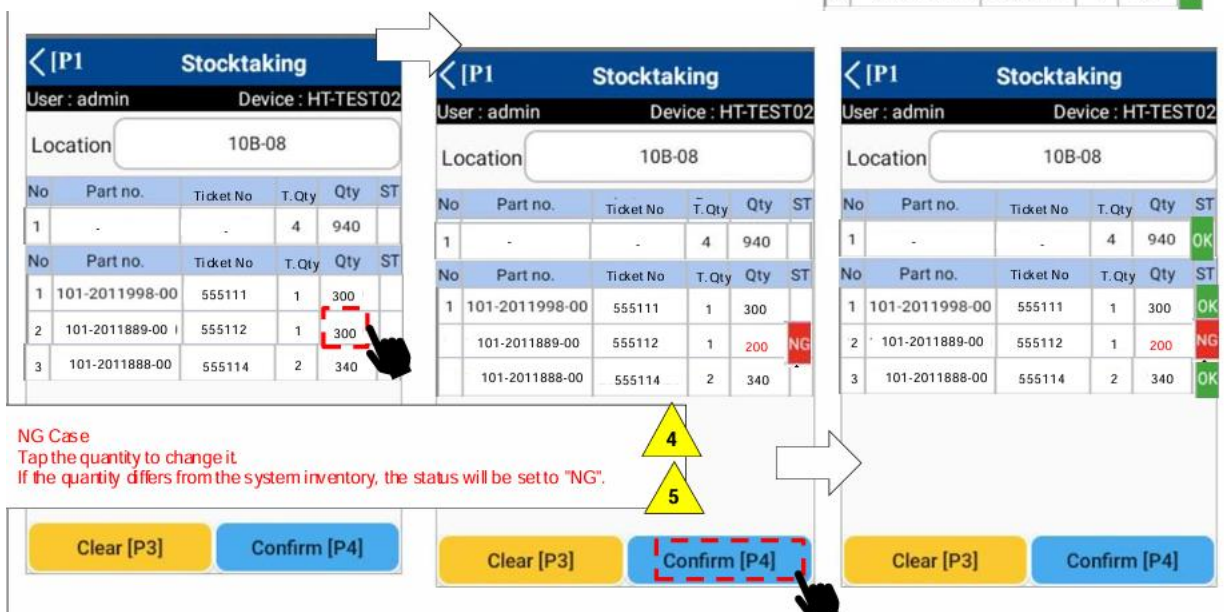 [P1 Stocktaking
User : admin Device : HT-TEST02
Location 10B-08
No Part no. Ticket No T.Qty Qty ST
1 - - 4 940
No Part no. Ticket No T.Qty Qty ST
1 101-2011998-00 555111 1 300
2 101-2011889-00 555112 1 300
3 101-2011888-00 555114 2 340
NG Case
Tap the quantity to change it.
If the quantity differs from the system inventory, the status will be set to "NG".
Clear [P3] Confirm [P4]
[P1 Stocktaking
User : admin Device : HT-TEST02
Location 10B-08
No Part no. Ticket No T.Qty Qty ST
1 - - 4 940
No Part no. Ticket No T.Qty Qty ST
1 101-2011998-00 555111 1 300
101-2011889-00 555112 1 200 NG
101-2011888-00 555114 2 340
4
5
Clear [P3] Confirm [P4]
[P1 Stocktaking
User : admin Device : HT-TEST02
Location 10B-08
No Part no. Ticket No T.Qty Qty ST
1 - - 4 940 OK
No Part no. Ticket No T.Qty Qty ST
1 101-2011998-00 555111 1 300 OK
2 101-2011889-00 555112 1 200 NG
3 101-2011888-00 555114 2 340 OK
Clear [P3] Confirm [P4]